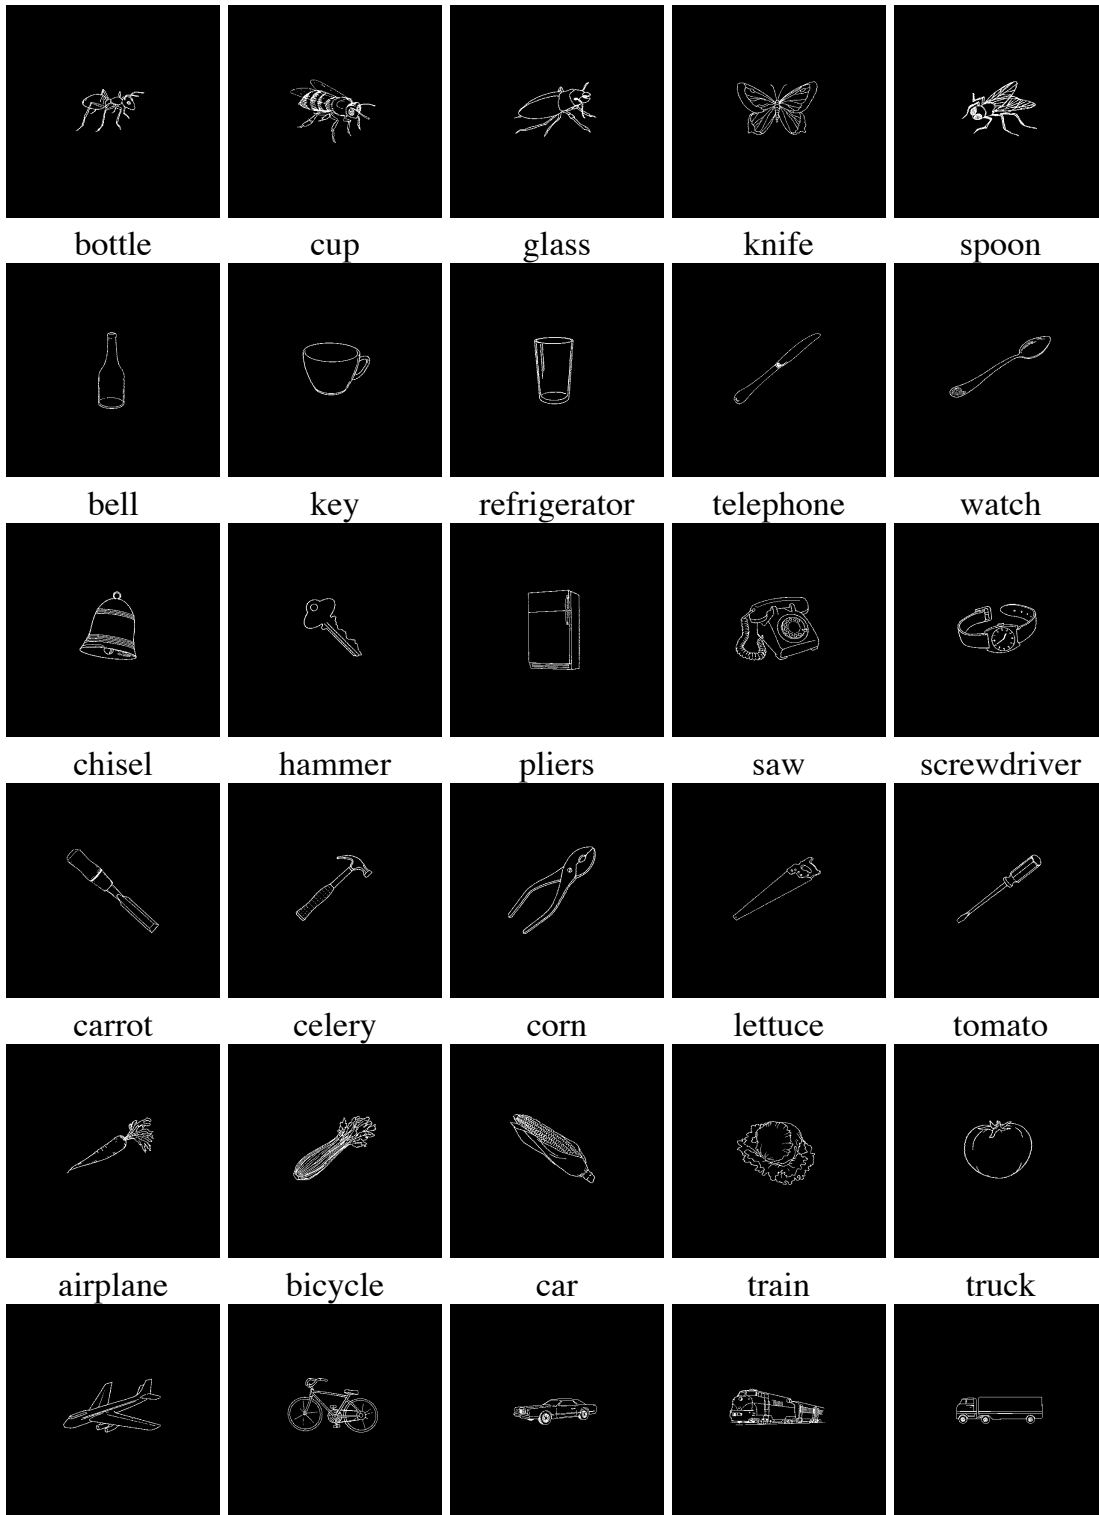 bottle cup glass knife spoon
bell key refrigerator telephone watch
chisel hammer pliers saw screwdriver
carrot celery corn lettuce tomato
airplane bicycle car train truck